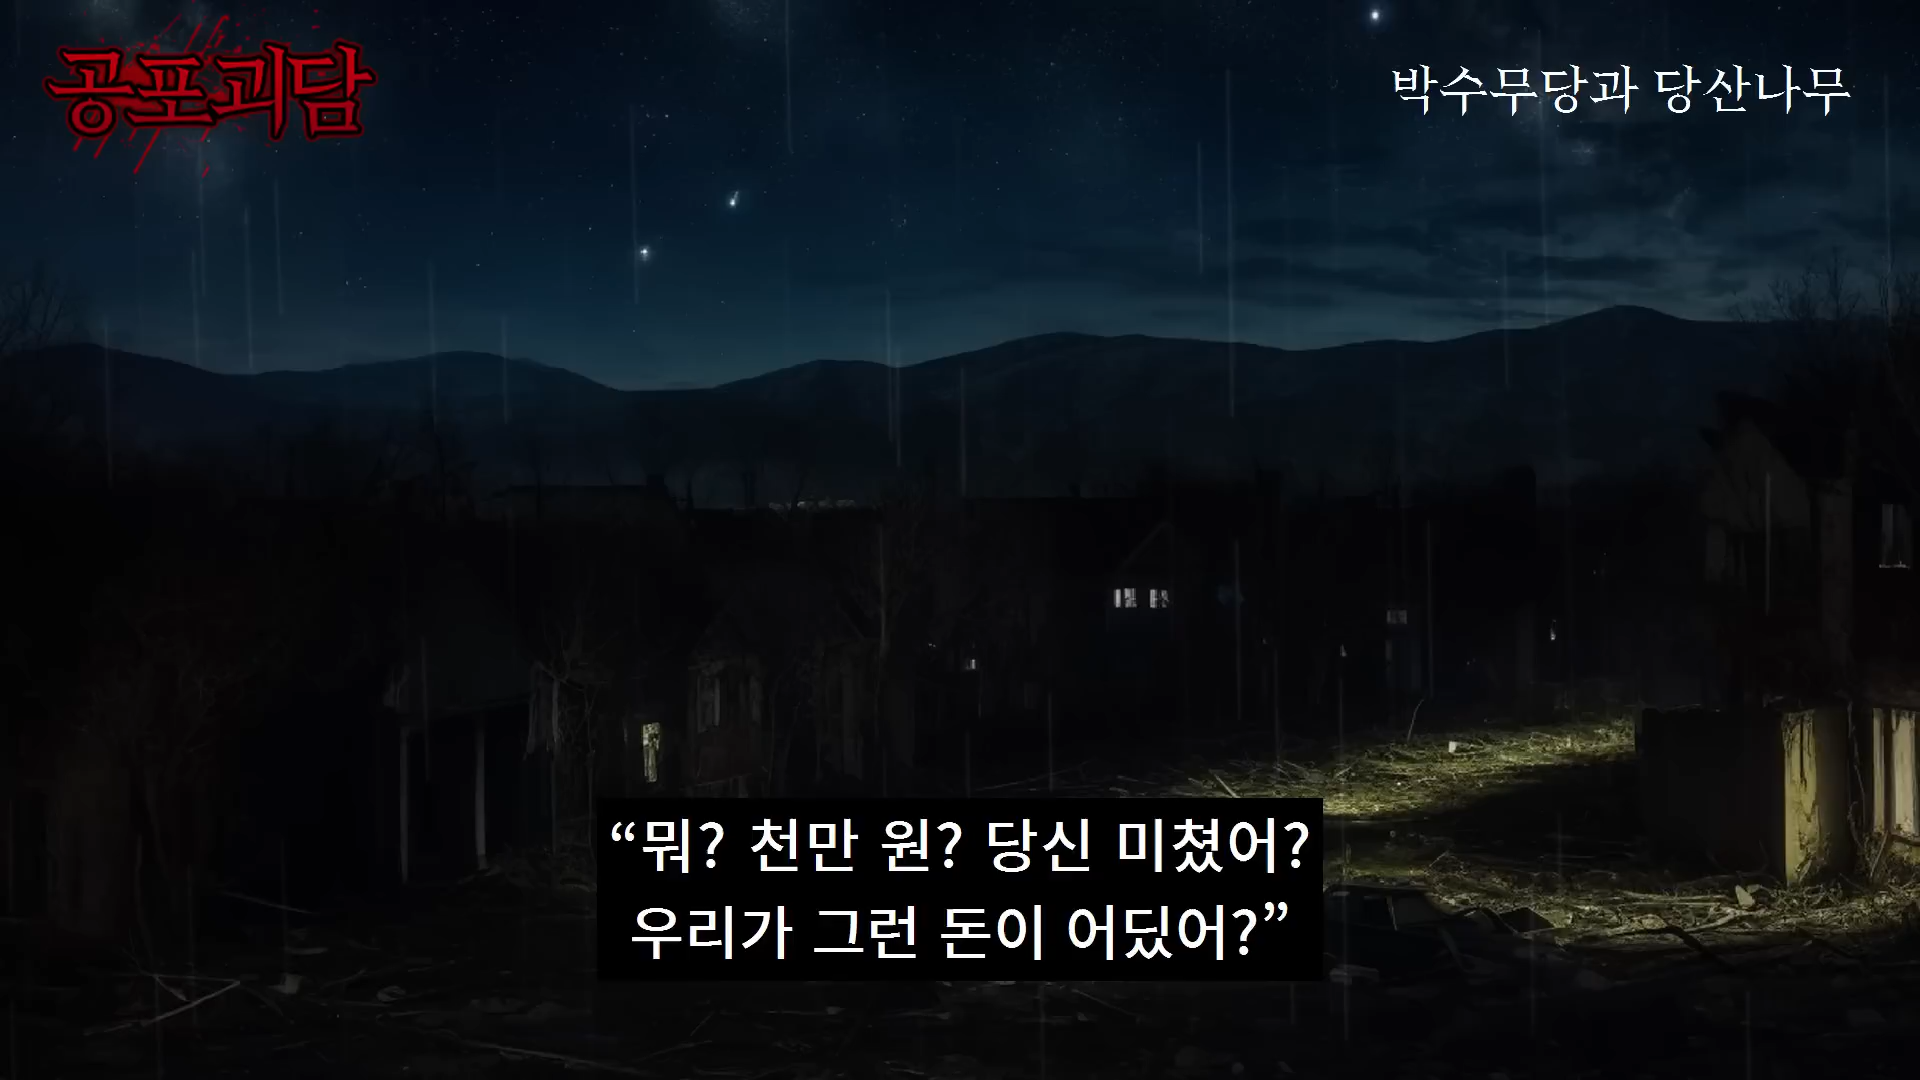 공포괴담
박수무당과 당산나무
“뭐? 천만 원? 당신 미쳤어?
우리가 그런 돈이 어딨어?”